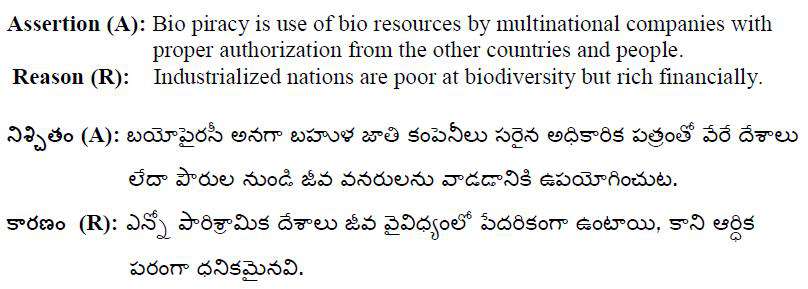 Assertion (A): Bio piracy is use of bio resources by multinational companies with
proper authorization from the other countries and people.
Reason (R): Industrialized nations are poor at biodiversity but rich financially.
నిశ్చితం (A): బయోపైరసీ అనగా బహుళ జాతి కంపెనీలు సరైన అధికారిక పత్రంతో వేరే దేశాలు
లేదా పౌరుల నుండి జీవ వనరులను వాడడానికి ఉపయోగించుట.
కారణం (R): ఎన్నో పారిశ్రామిక దేశాలు జీవ వైవిధ్యంలో పేదరికంగా ఉంటాయి, కాని ఆర్ధిక
పరంగా ధనికమైనవి.